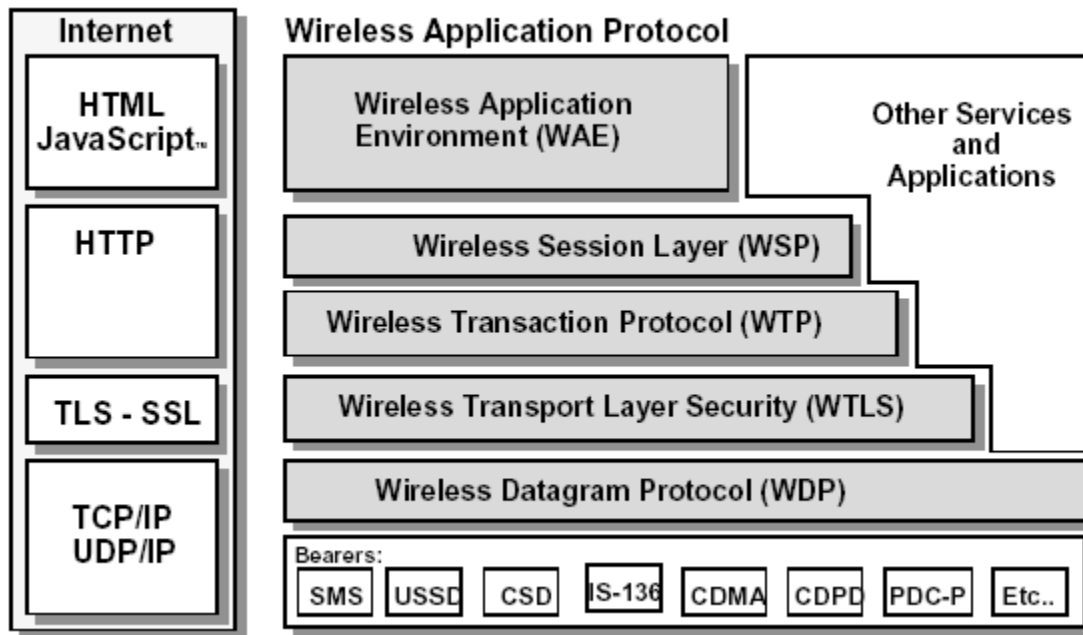 Internet
HTML
JavaScript™
HTTP
TLS - SSL
TCP/IP
UDP/IP
Wireless Application Protocol
Wireless Application
Environment (WAE)
Other Services
and
Applications
Wireless Session Layer (WSP)
Wireless Transaction Protocol (WTP)
Wireless Transport Layer Security (WTLS)
Wireless Datagram Protocol (WDP)
Bearers:
SMS USSD CSD IS-136 CDMA CDPD PDC-P Etc..